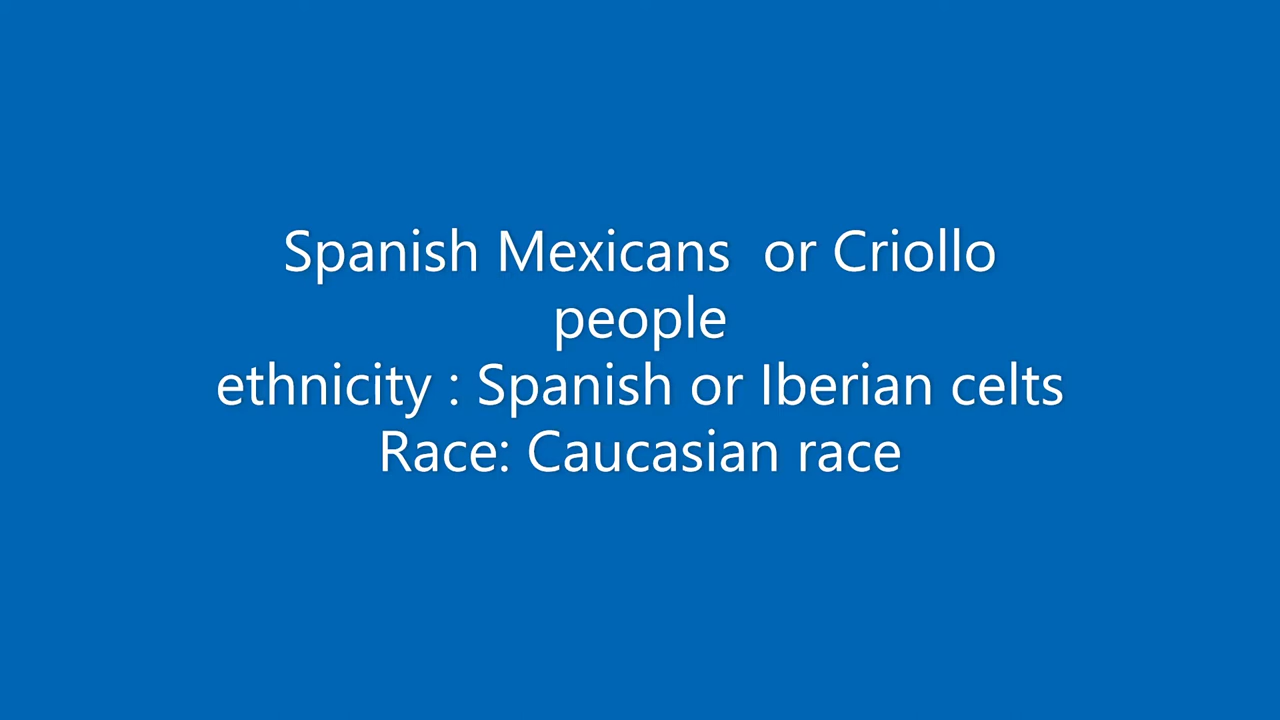 Spanish Mexicans  or Criollo
people
ethnicity : Spanish or Iberian celts
Race: Caucasian race